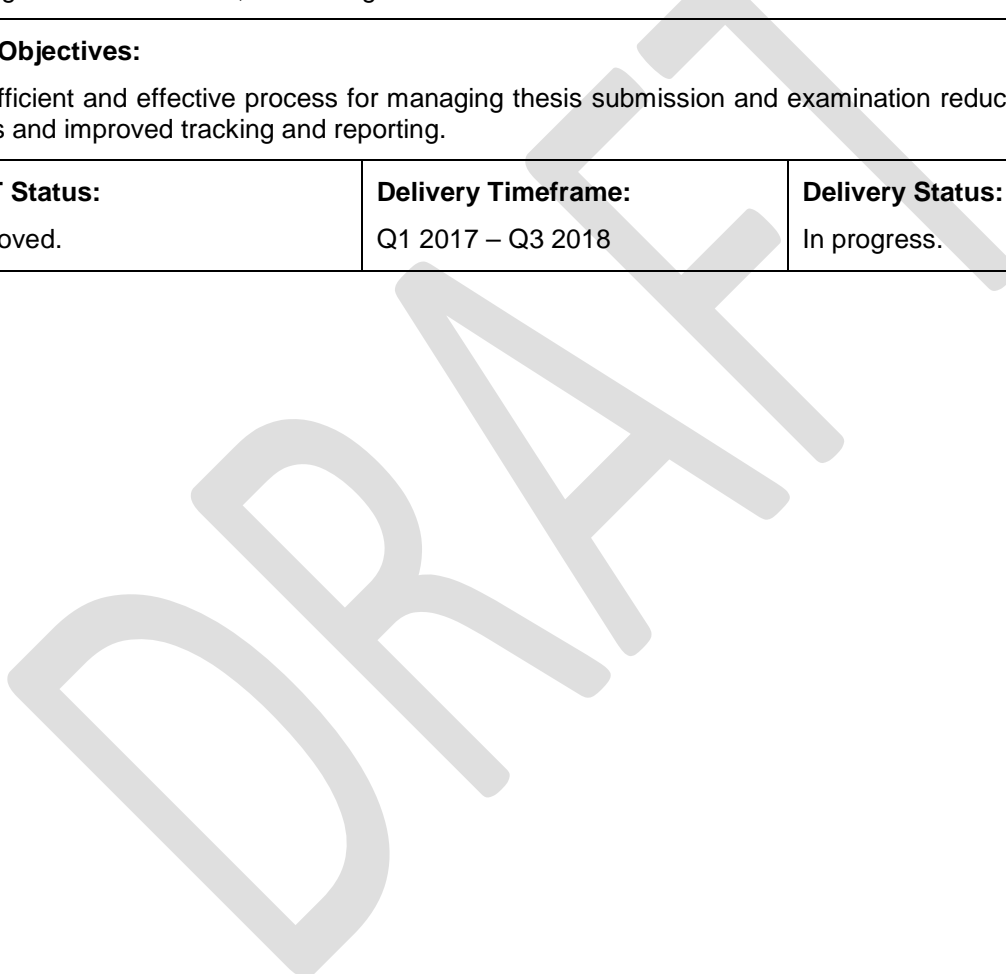 Objectives:
fficient and effective process for managing thesis submission and examination reduc
s and improved tracking and reporting.
Status: Delivery Timeframe: Delivery Status:
oved. Q1 2017 – Q3 2018 In progress.
DRAFT